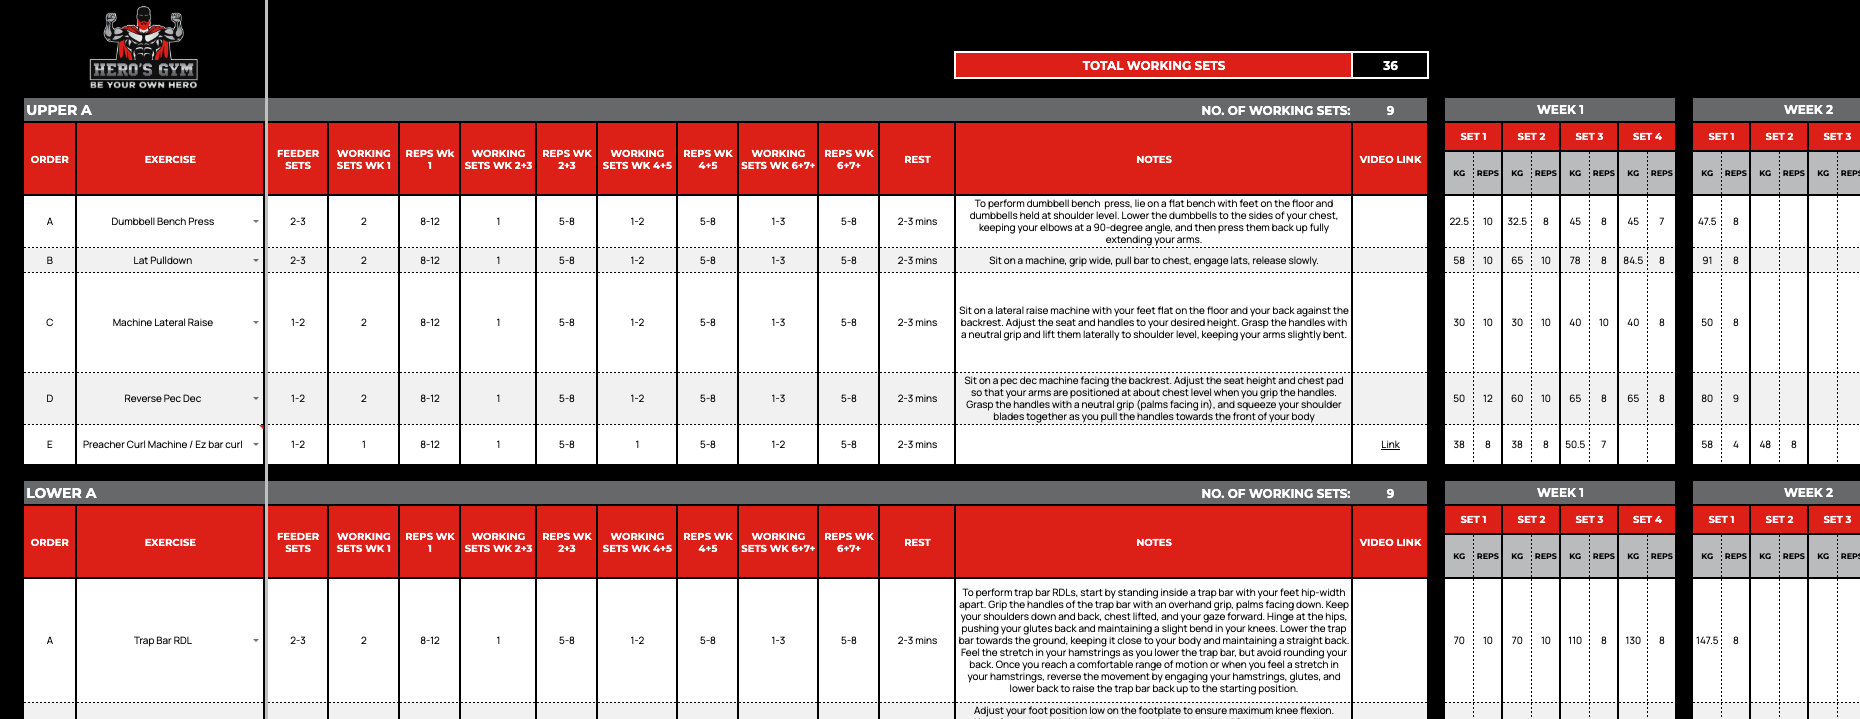 HERO'S GYM
BE YOUR OWN HERO
TOTAL WORKING SETS 36
UPPER A NO. OF WORKING SETS: 9 WEEK 1 WEEK 2
ORDER EXERCISE FEEDER SETS WORKING SETS WK 1 REPS Wk 1 WORKING SETS WK 2+3 REPS WK 2+3 WORKING SETS WK 4+5 REPS WK 4+5 WORKING SETS WK 6+7+ REPS WK 6+7+ REST NOTES VIDEO LINK SET 1 SET 2 SET 3 SET 4 SET 1 SET 2 SET 3
KG REPS KG REPS KG REPS KG REPS KG REPS KG REPS KG REPS
A Dumbbell Bench Press 2-3 2 8-12 1 5-8 1-2 5-8 1-3 5-8 2-3 mins
To perform dumbbell bench press, lie on a flat bench with feet on the floor and
dumbbells held at shoulder level. Lower the dumbbells to the sides of your chest,
keeping your elbows at a 90-degree angle, and then press them back up fully
extending your arms.
22.5 10 32.5 8 45 8 45 7 47.5 8
B Lat Pulldown 2-3 2 8-12 1 5-8 1-2 5-8 1-3 5-8 2-3 mins Sit on a machine, grip wide, pull bar to chest, engage lats, release slowly. 58 10 65 10 78 8 84.5 8 91 8
C Machine Lateral Raise 1-2 2 8-12 1 5-8 1-2 5-8 1-3 5-8 2-3 mins
Sit on a lateral raise machine with your feet flat on the floor and your back against the
backrest. Adjust the seat and handles to your desired height. Grasp the handles with
a neutral grip and lift them laterally to shoulder level, keeping your arms slightly bent.
30 10 30 10 40 10 40 8 50 8
D Reverse Pec Dec 1-2 2 8-12 1 5-8 1-2 5-8 1-3 5-8 2-3 mins
Sit on a pec dec machine facing the backrest. Adjust the seat height and chest pad
so that your arms are positioned at about chest level when you grip the handles.
Grasp the handles with a neutral grip (palms facing in), and squeeze your shoulder
blades together as you pull the handles towards the front of your body
50 12 60 10 65 8 65 8 80 9
E Preacher Curl Machine / Ez bar curl 1-2 1 8-12 1 5-8 1 5-8 1-2 5-8 2-3 mins Link 38 8 38 8 50.5 7 58 4 48 8
LOWER A NO. OF WORKING SETS: 9 WEEK 1 WEEK 2
ORDER EXERCISE FEEDER SETS WORKING SETS WK 1 REPS WK 1 WORKING SETS WK 2+3 REPS WK 2+3 WORKING SETS WK 4+5 REPS WK 4+5 WORKING SETS WK 6+7+ REPS WK 6+7+ REST NOTES VIDEO LINK SET 1 SET 2 SET 3 SET 4 SET 1 SET 2 SET 3
KG REPS KG REPS KG REPS KG REPS KG REPS KG REPS KG REPS
A Trap Bar RDL 2-3 2 8-12 1 5-8 1-2 5-8 1-3 5-8 2-3 mins
To perform trap bar RDLs, start by standing inside a trap bar with your feet hip-width
apart. Grip the handles of the trap bar with an overhand grip, palms facing down. Keep
your shoulders down and back, chest lifted, and your gaze forward. Hinge at the hips,
pushing your glutes back and maintaining a slight bend in your knees. Lower the trap
bar towards the ground, keeping it close to your body and maintaining a straight back.
Feel the stretch in your hamstrings as you lower the trap bar, but avoid rounding your
back. Once you reach a comfortable range of motion or when you feel a stretch in
your hamstrings, reverse the movement by engaging your hamstrings, glutes, and
lower back to raise the trap bar back up to the starting position.
70 10 70 10 110 8 130 8 147.5 8
Adjust your foot position low on the footplate to ensure maximum knee flexion.